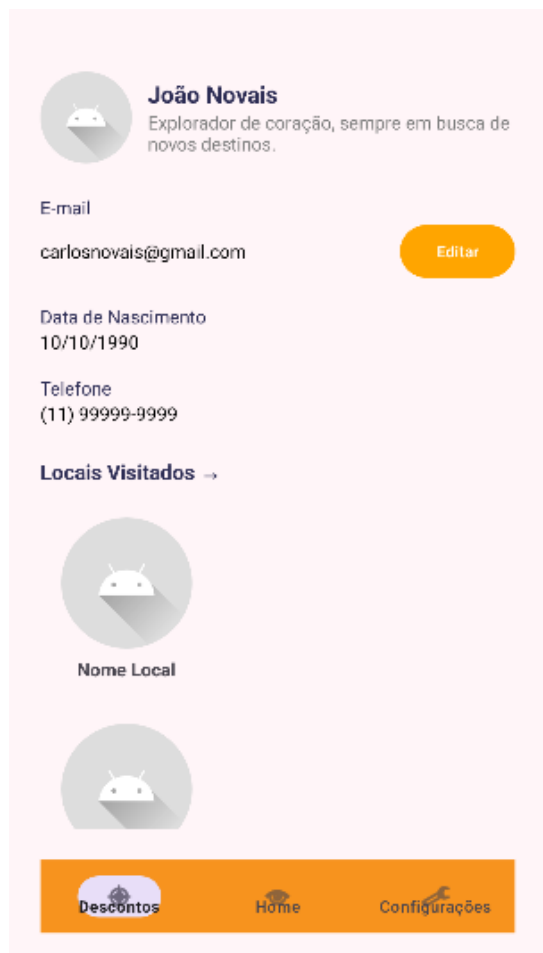 João Novais
Explorador de coração, sempre em busca de
novos destinos.
E-mail
carlosnovais@gmail.com
Editar
Data de Nascimento
10/10/1990
Telefone
(11) 99999-9999
Locais Visitados →
Nome Local
Descontos
Home
Configurações